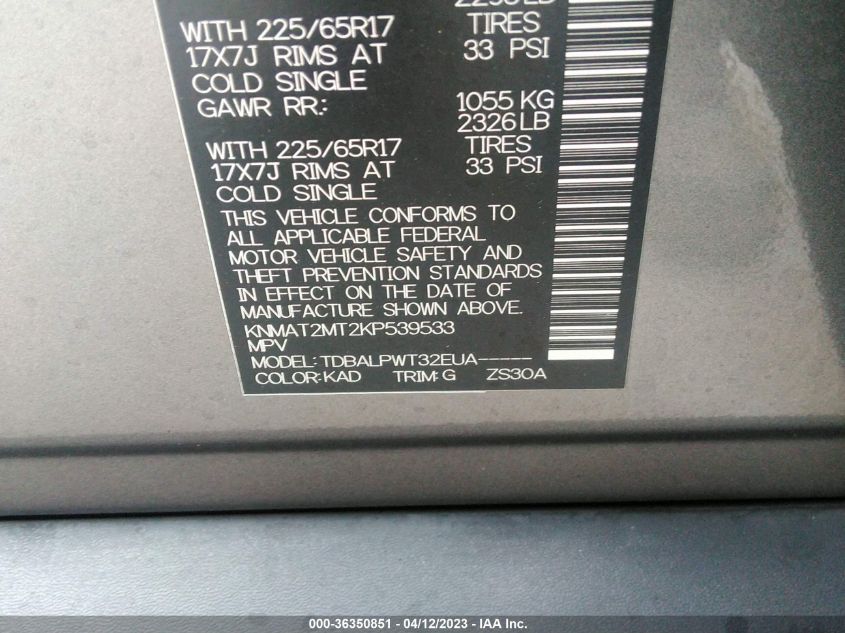 WITH 225/65R17 TIRES
17X7J RIMS AT 33 PSI
COLD SINGLE
GAWR RR: 1055 KG
2326LB
WITH 225/65R17 TIRES
17X7J RIMS AT 33 PSI
COLD SINGLE
THIS VEHICLE CONFORMS TO
ALL APPLICABLE FEDERAL
MOTOR VEHICLE SAFETY AND
THEFT PREVENTION STANDARDS
IN EFFECT ON THE DATE OF
MANUFACTURE SHOWN ABOVE.
KNMAT2MT2KP539533
MPV
MODEL:TDBALPWT32EUA-----
COLOR:KAD TRIM:G ZS30A
000-36350851 - 04/12/2023 - IAA Inc.